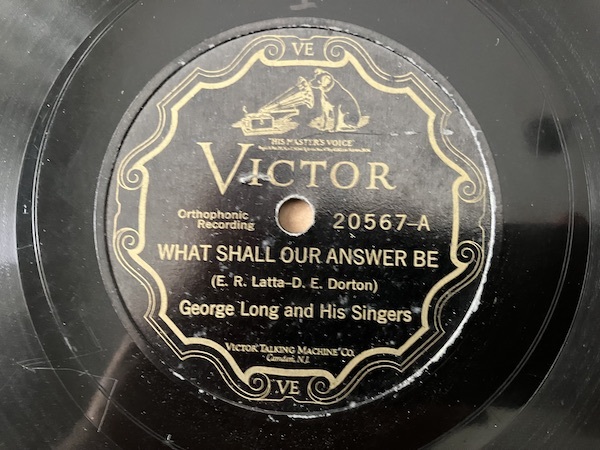 VE
"HIS MASTER'S VOICE"
VICTOR
Orthophonic
Recording
20567-A
WHAT SHALL OUR ANSWER BE
(E. R. Latta-D. E. Dorton)
George Long and His Singers
VICTOR TALKING MACHINE CO.
Camden, N.J.
VE